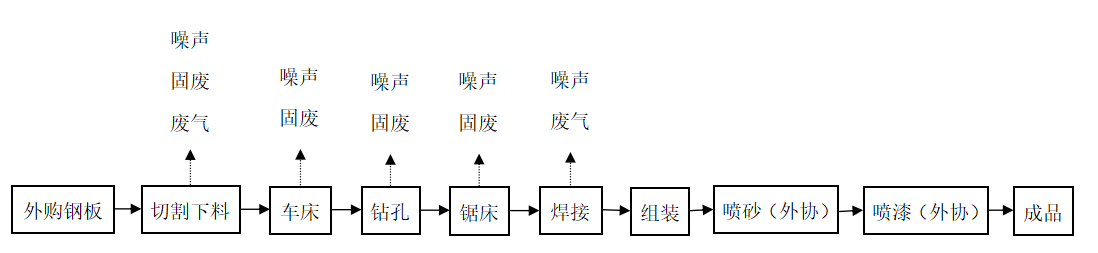 噪声
固废
废气
噪声
固废
噪声
固废
噪声
固废
噪声
废气
外购钢板
切割下料
车床
钻孔
锯床
焊接
组装
喷砂（外协）
喷漆（外协）
成品